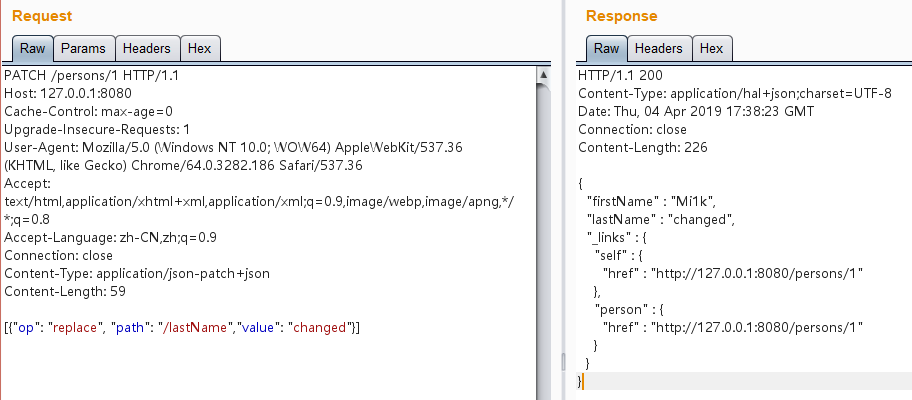 Request
Raw Params Headers Hex
PATCH /persons/1 HTTP/1.1
Host: 127.0.0.1:8080
Cache-Control: max-age=0
Upgrade-Insecure-Requests: 1
User-Agent: Mozilla/5.0 (Windows NT 10.0; WOW64) AppleWebKit/537.36
(KHTML, like Gecko) Chrome/64.0.3282.186 Safari/537.36
Accept:
text/html,application/xhtml+xml,application/xml;q=0.9,image/webp,image/apng,*/
*;q=0.8
Accept-Language: zh-CN,zh;q=0.9
Connection: close
Content-Type: application/json-patch+json
Content-Length: 59
[{"op": "replace", "path": "/lastName","value": "changed"}]
Response
Raw Headers Hex
HTTP/1.1 200
Content-Type: application/hal+json;charset=UTF-8
Date: Thu, 04 Apr 2019 17:38:23 GMT
Connection: close
Content-Length: 226
{
"firstName" : "Mi1k",
"lastName" : "changed",
"_links" : {
"self" : {
"href" : "http://127.0.0.1:8080/persons/1"
},
"person" : {
"href" : "http://127.0.0.1:8080/persons/1"
}
}
}